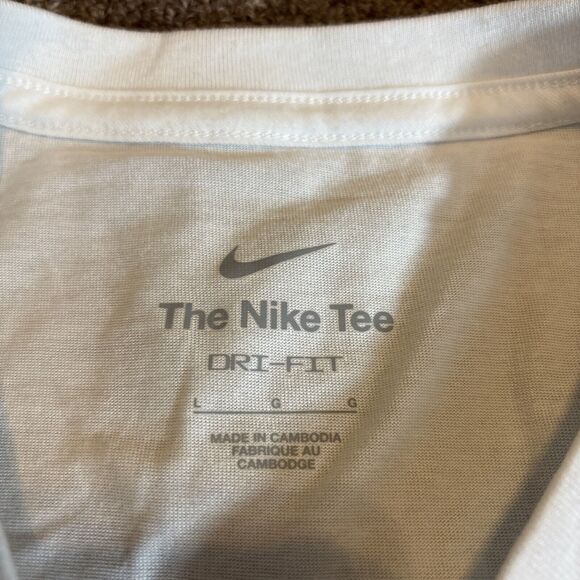 The Nike Tee
DRI-FIT
L G G
MADE IN CAMBODIA
FABRIQUE AU
CAMBODGE